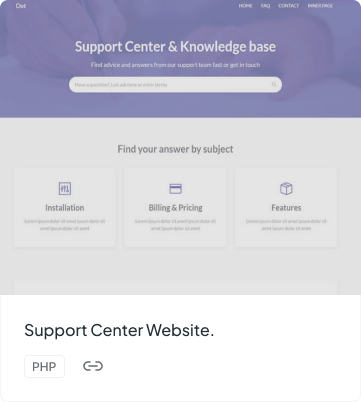 Dat
HOME FAQ CONTACT INNER PAGE
Support Center & Knowledge base
Find advice and answers from our support team fast or get in touch
Have a question? Just ask here or enter terms
Find your answer by subject
Installation
Lorem ipsum dolor sit amet ipsum dolor sit
amet ipsum dolor sit amet
Billing & Pricing
Lorem ipsum dolor sit amet ipsum dolor sit
amet ipsum dolor sit amet
Features
Lorem ipsum dolor sit amet ipsum dolor sit
amet ipsum dolor sit amet
Support Center Website.
PHP